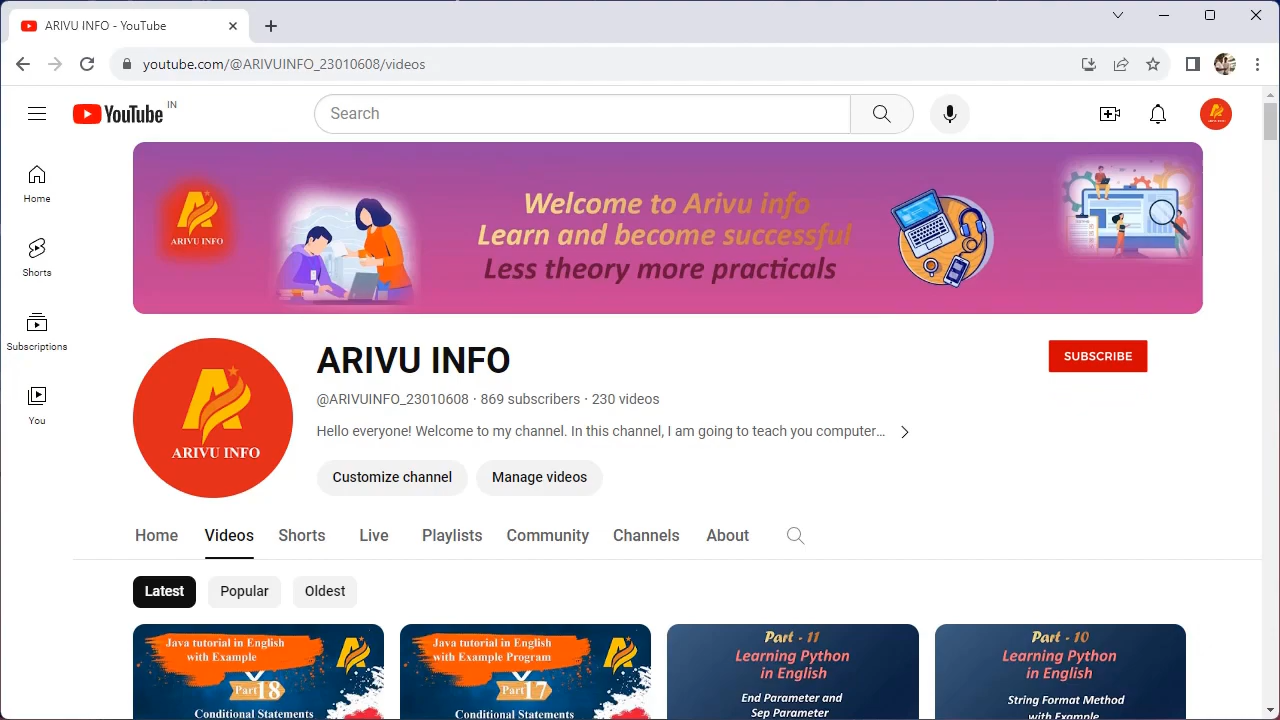 ARIVU INFO - YouTube
youtube.com/@ARIVUINFO_23010608/videos
YouTube IN
Search
Home
Shorts
Subscriptions
You
ARIVU INFO
Welcome to Arivu info
Learn and become successful
Less theory more practicals
ARIVU INFO
ARIVU INFO
SUBSCRIBE
@ARIVUINFO_23010608 · 869 subscribers · 230 videos
Hello everyone! Welcome to my channel. In this channel, I am going to teach you computer...
Customize channel Manage videos
Home Videos Shorts Live Playlists Community Channels About
Latest Popular Oldest
Java tutorial in English
with Example
Part 18
Conditional Statements
Java tutorial in English
with Example Program
Part 17
Conditional Statements
Part - 11
Learning Python
in English
End Parameter and
Sep Parameter
Part - 10
Learning Python
in English
String Format Method
with Example